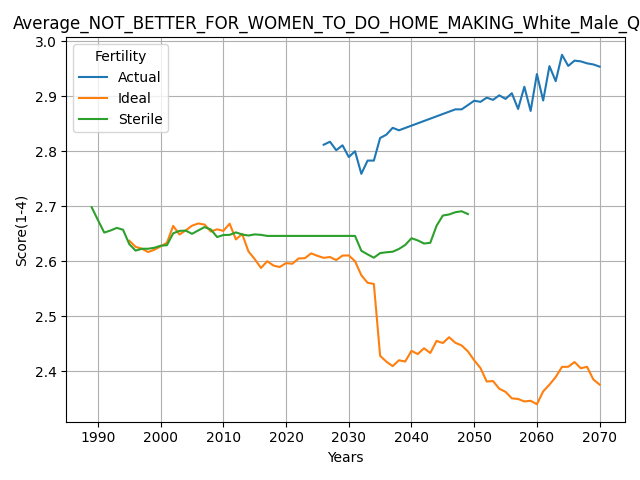 Average_NOT_BETTER_FOR_WOMEN_TO_DO_HOME_MAKING_White_Male_Q
Fertility
Actual
Ideal
Sterile
Score(1-4)
3.0
2.9
2.8
2.7
2.6
2.5
2.4
1990 2000 2010 2020 2030 2040 2050 2060 2070
Years